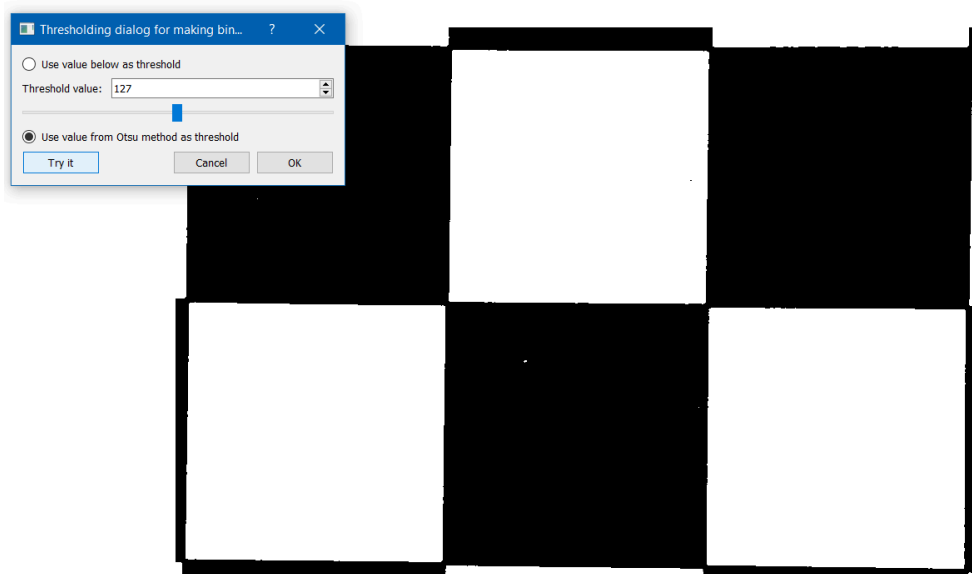 Thresholding dialog for making bin... ?
Use value below as threshold
Threshold value: 127
Use value from Otsu method as threshold
Try it Cancel OK